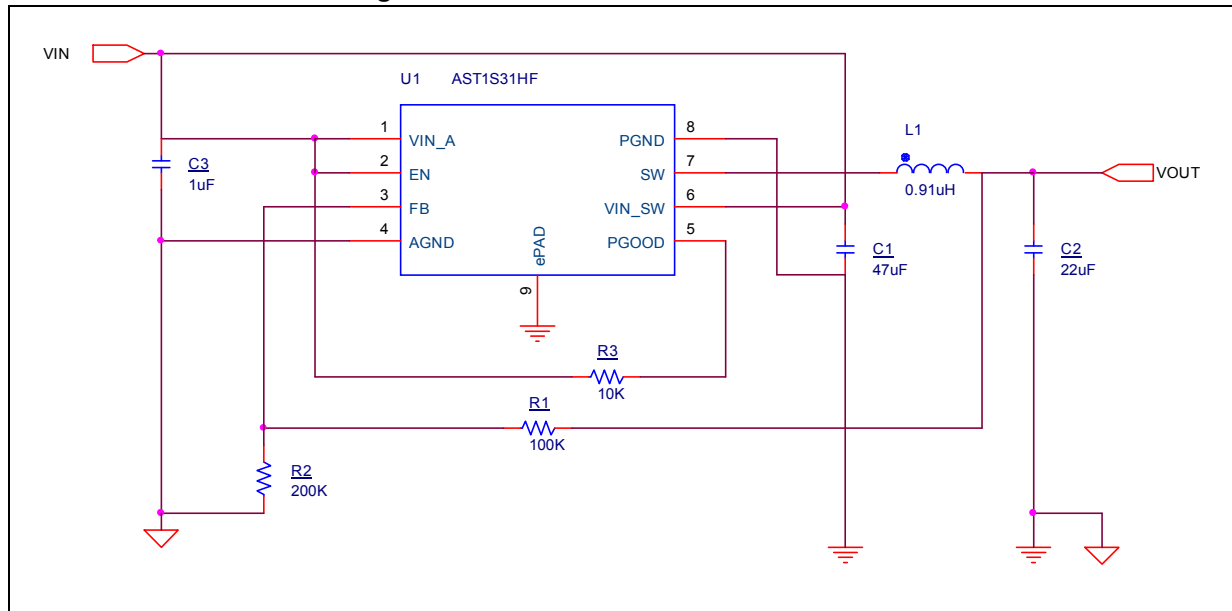 VIN
U1 AST1S31HF
1 VIN_A
2 EN
3 FB
4 AGND
8 PGND
7 SW
6 VIN_SW
5 PGOOD
ePAD
9
C3
1uF
L1
0.91uH
VOUT
C1
47uF
C2
22uF
R3
10K
R1
100K
R2
200K